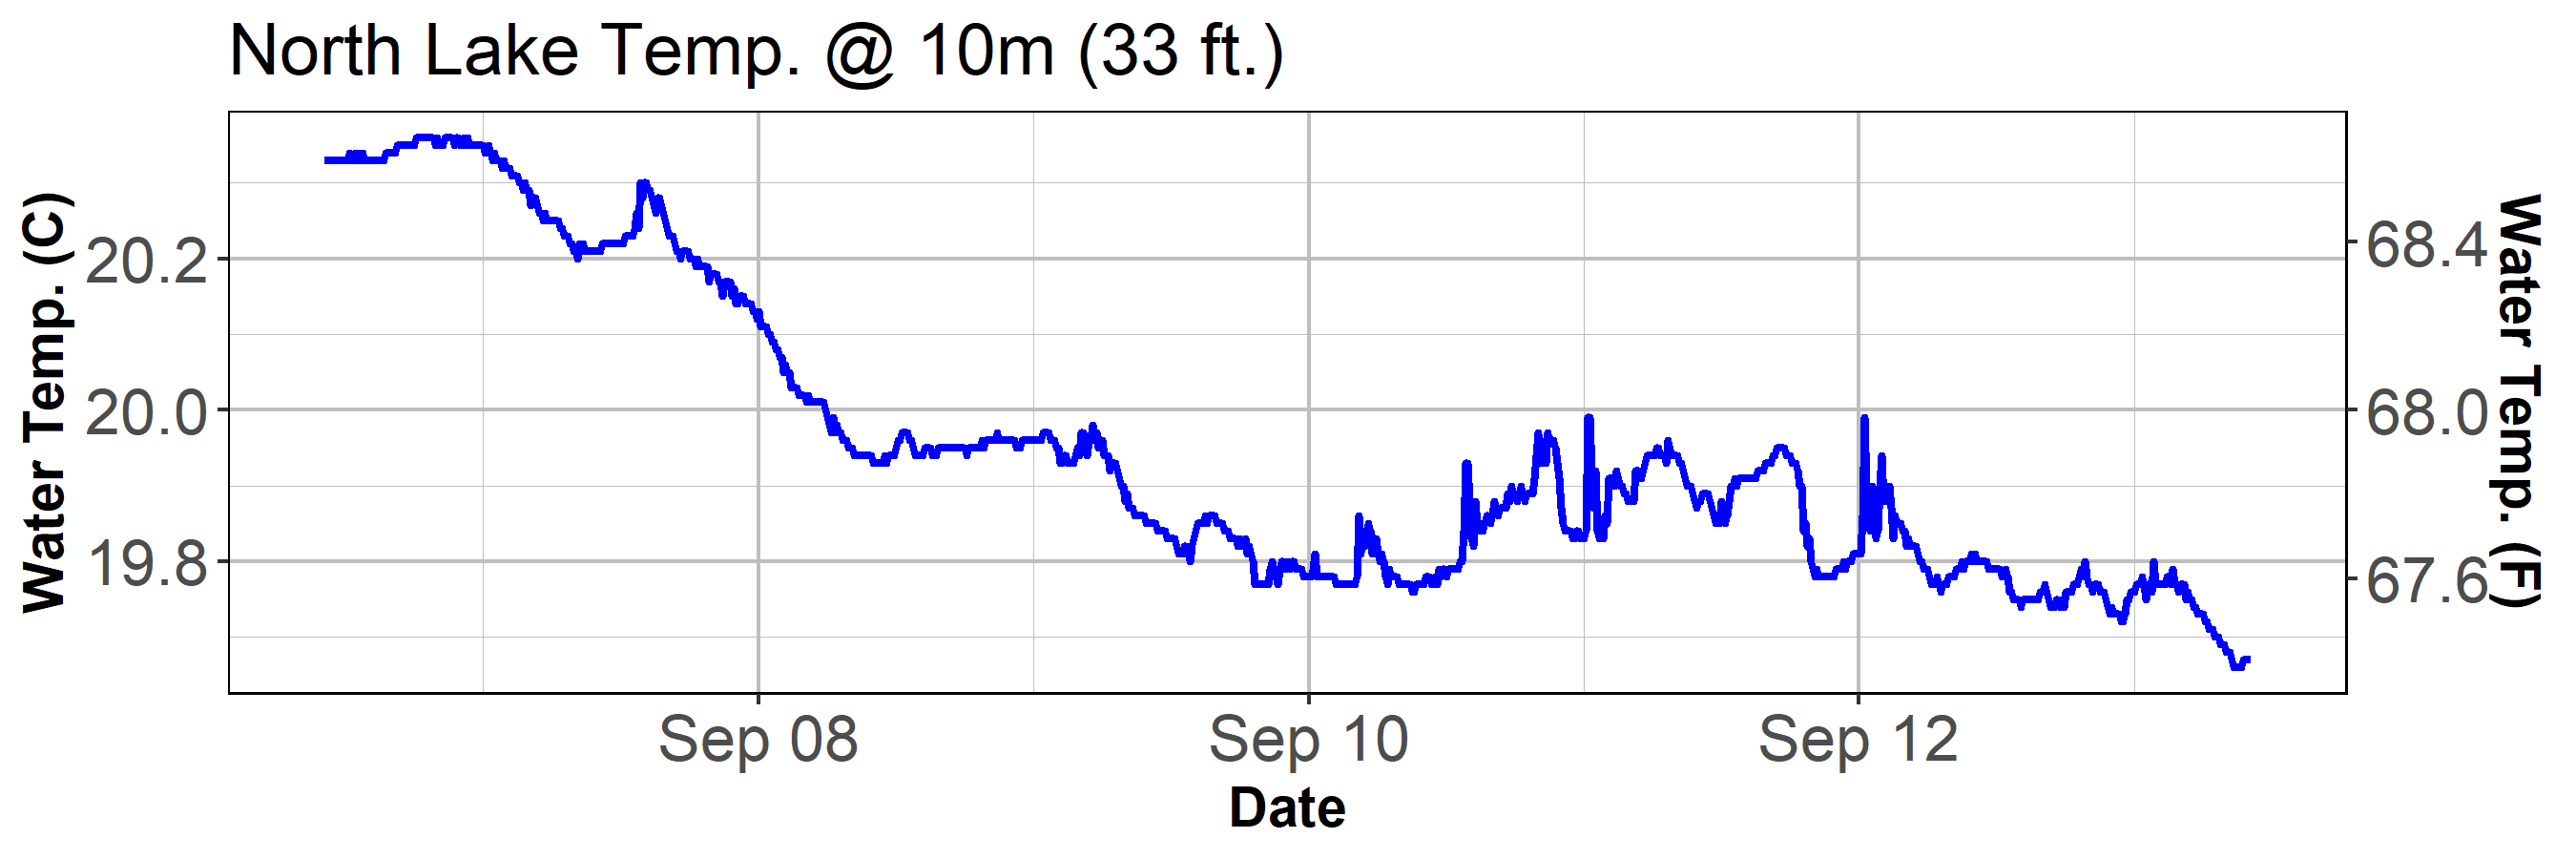 North Lake Temp. @ 10m (33 ft.)
Water Temp. (C)
20.2
20.0
19.8
68.4
68.0
67.6
Water Temp. (F)
Sep 08
Sep 10
Sep 12
Date